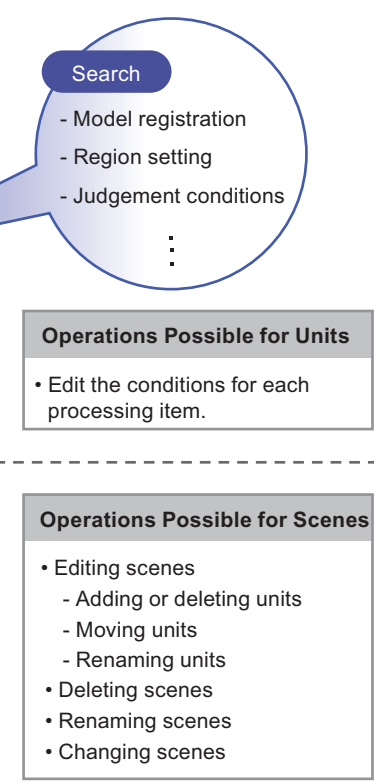 Search
- Model registration
- Region setting
- Judgement conditions
⋮
Operations Possible for Units
• Edit the conditions for each
processing item.
Operations Possible for Scenes
• Editing scenes
- Adding or deleting units
- Moving units
- Renaming units
• Deleting scenes
• Renaming scenes
• Changing scenes